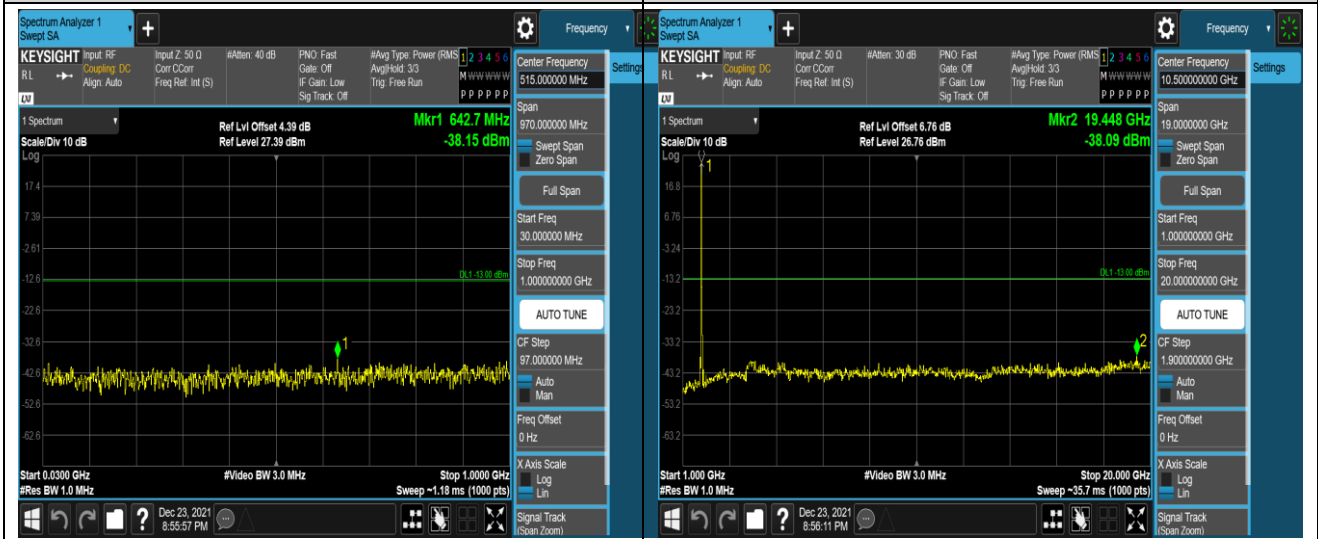 Spectrum Analyzer 1
Swept SA
+
Frequency
KEYSIGHT
Input: RF
Coupling: DC
Align: Auto
Input Z: 50 Ω
Corr CCorr
Freq Ref: Int (S)
#Atten: 40 dB
PNO: Fast
Gate: Off
IF Gain: Low
Sig Track: Off
#Avg Type: Power (RMS
Avg|Hold: 3/3
Trig: Free Run
1 2 3 4 5 6
M W W W W W
P P P P P P
RL
LXI
Center Frequency
515.000000 MHz
Settings
1 Spectrum
Scale/Div 10 dB
Log
Ref Lvl Offset 4.39 dB
Ref Level 27.39 dBm
Mkr1 642.7 MHz
-38.15 dBm
Span
970.000000 MHz
Swept Span
Zero Span
Full Span
Start Freq
30.000000 MHz
Stop Freq
1.000000000 GHz
AUTO TUNE
CF Step
97.000000 MHz
Auto
Man
Freq Offset
0 Hz
X Axis Scale
Log
Lin
Signal Track
(Span Zoom)
17.4
7.39
-2.61
-12.6
DL1 -13.00 dBm
-22.6
-32.6
1
-42.6
-52.6
-62.6
Start 0.0300 GHz
#Res BW 1.0 MHz
#Video BW 3.0 MHz
Stop 1.0000 GHz
Sweep ~1.18 ms (1000 pts)
?
Dec 23, 2021
8:55:57 PM
Spectrum Analyzer 1
Swept SA
+
Frequency
KEYSIGHT
Input: RF
Coupling: DC
Align: Auto
Input Z: 50 Ω
Corr CCorr
Freq Ref: Int (S)
#Atten: 30 dB
PNO: Fast
Gate: Off
IF Gain: Low
Sig Track: Off
#Avg Type: Power (RMS
Avg|Hold: 3/3
Trig: Free Run
1 2 3 4 5 6
M W W W W W
P P P P P P
RL
LXI
Center Frequency
10.500000000 GHz
Settings
1 Spectrum
Scale/Div 10 dB
Log
Ref Lvl Offset 6.76 dB
Ref Level 26.76 dBm
Mkr2 19.448 GHz
-38.09 dBm
Span
19.0000000 GHz
Swept Span
Zero Span
Full Span
Start Freq
1.000000000 GHz
Stop Freq
20.000000000 GHz
AUTO TUNE
CF Step
1.900000000 GHz
Auto
Man
Freq Offset
0 Hz
X Axis Scale
Log
Lin
Signal Track
(Span Zoom)
1
16.8
6.76
-3.24
-13.2
DL1 -13.00 dBm
-23.2
-33.2
2
-43.2
-53.2
-63.2
Start 1.000 GHz
#Res BW 1.0 MHz
#Video BW 3.0 MHz
Stop 20.000 GHz
Sweep ~35.7 ms (1000 pts)
?
Dec 23, 2021
8:56:11 PM